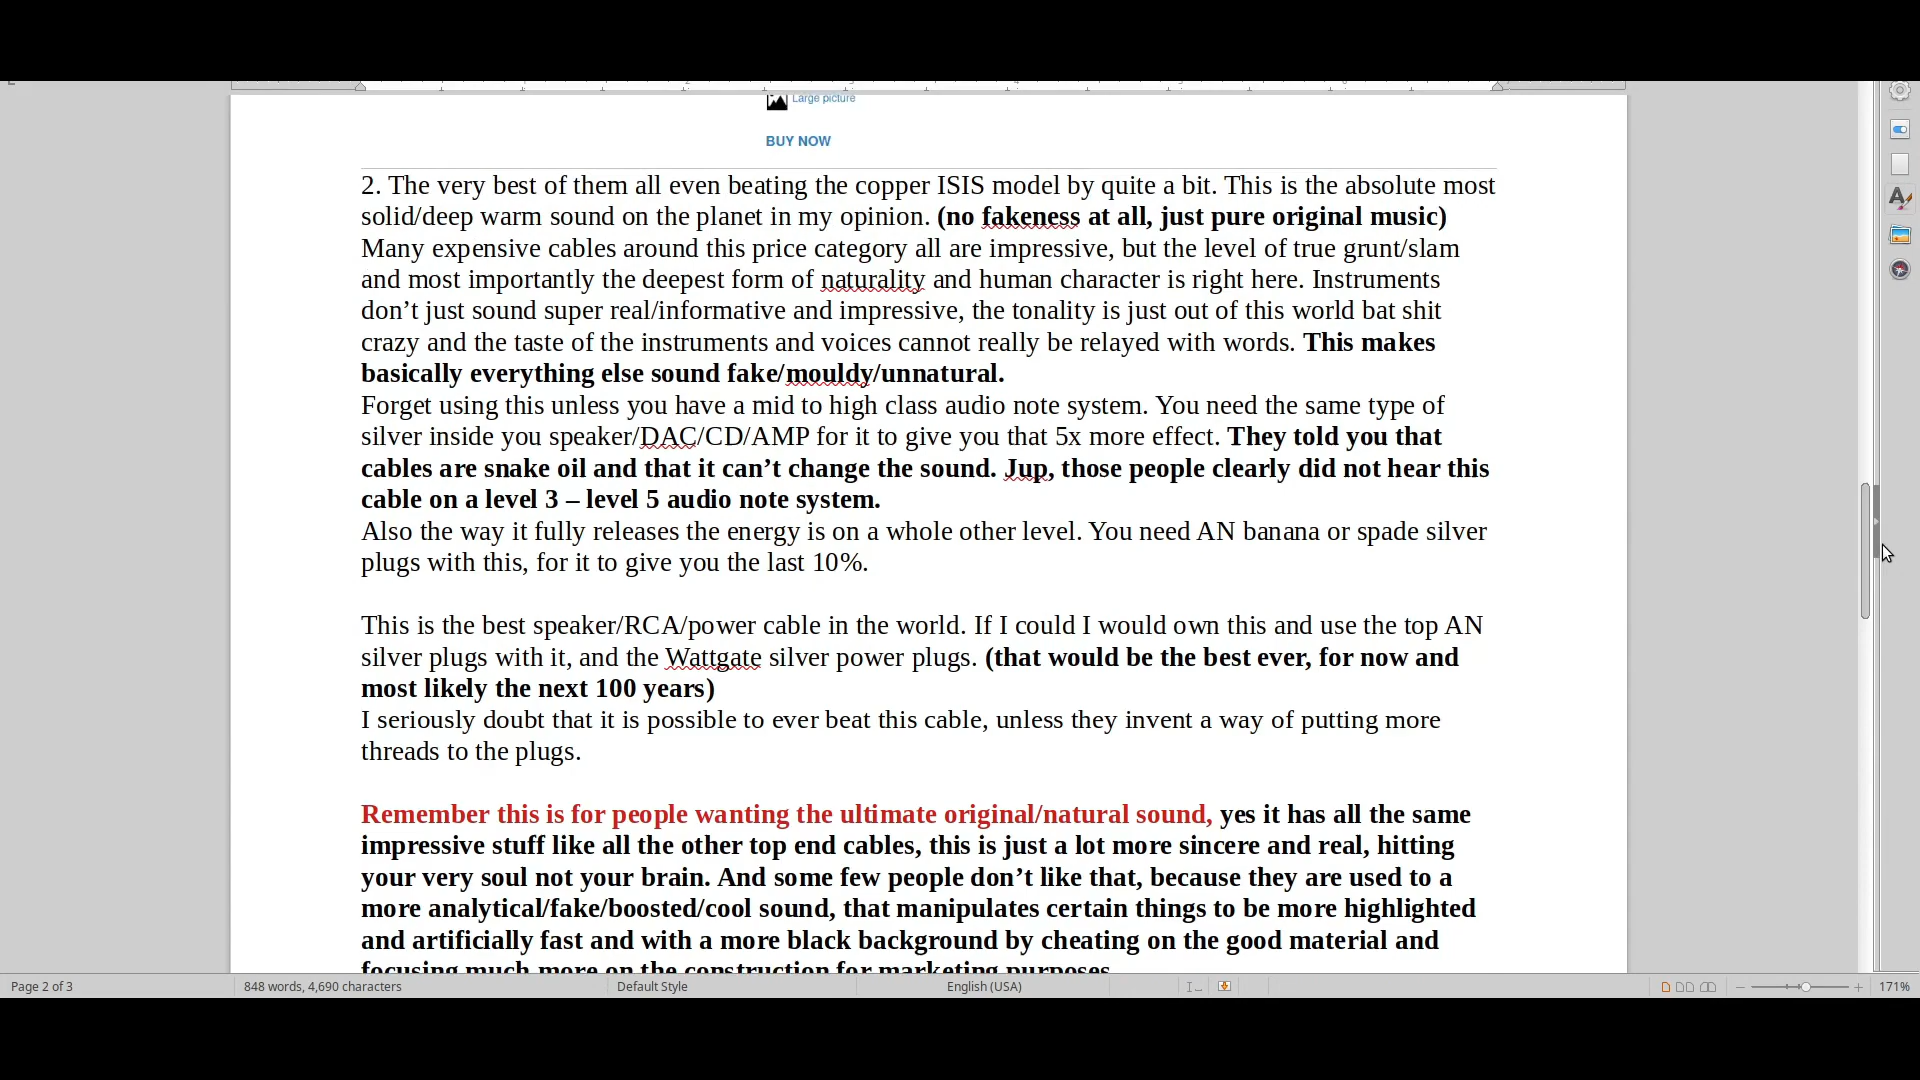 Large picture
BUY NOW
2. The very best of them all even beating the copper ISIS model by quite a bit. This is the absolute most
solid/deep warm sound on the planet in my opinion. (no fakeness at all, just pure original music)
Many expensive cables around this price category all are impressive, but the level of true grunt/slam
and most importantly the deepest form of naturality and human character is right here. Instruments
don’t just sound super real/informative and impressive, the tonality is just out of this world bat shit
crazy and the taste of the instruments and voices cannot really be relayed with words. This makes
basically everything else sound fake/mouldy/unnatural.
Forget using this unless you have a mid to high class audio note system. You need the same type of
silver inside you speaker/DAC/CD/AMP for it to give you that 5x more effect. They told you that
cables are snake oil and that it can’t change the sound. Jup, those people clearly did not hear this
cable on a level 3 – level 5 audio note system.
Also the way it fully releases the energy is on a whole other level. You need AN banana or spade silver
plugs with this, for it to give you the last 10%.
This is the best speaker/RCA/power cable in the world. If I could I would own this and use the top AN
silver plugs with it, and the Wattgate silver power plugs. (that would be the best ever, for now and
most likely the next 100 years)
I seriously doubt that it is possible to ever beat this cable, unless they invent a way of putting more
threads to the plugs.
Remember this is for people wanting the ultimate original/natural sound, yes it has all the same
impressive stuff like all the other top end cables, this is just a lot more sincere and real, hitting
your very soul not your brain. And some few people don’t like that, because they are used to a
more analytical/fake/boosted/cool sound, that manipulates certain things to be more highlighted
and artificially fast and with a more black background by cheating on the good material and
focusing much more on the construction for marketing purposes.
Page 2 of 3
848 words, 4,690 characters
Default Style
English (USA)
171%